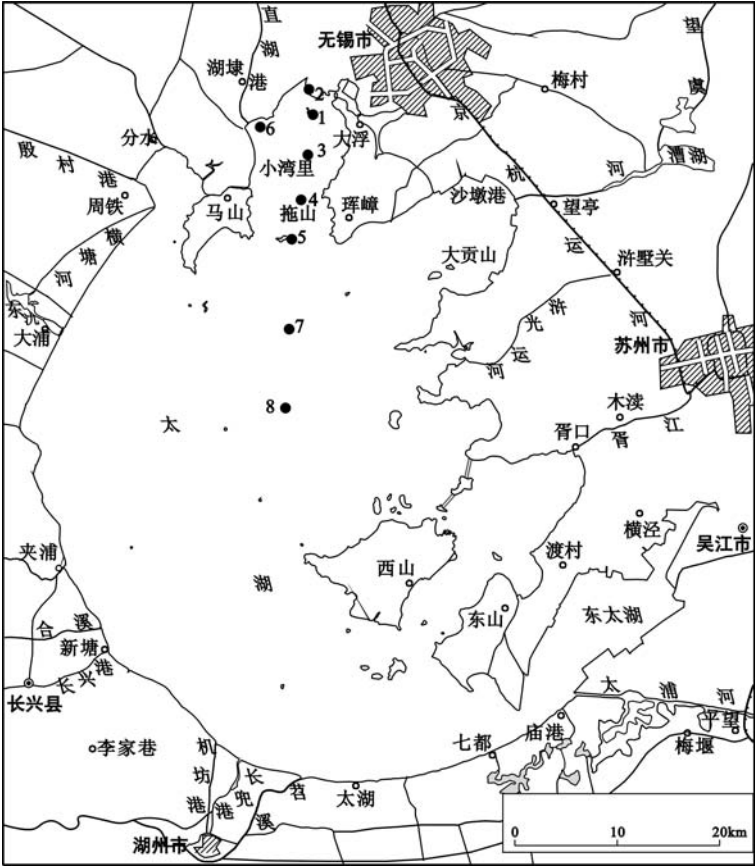 无锡市
直湖港
湖埭
望虞河
梅村
2
1
6
大浮
京杭运河
分水
3
小湾里
漕湖
殷村港
周铁
马山
4
拖山
珲嶂
沙墩港
望亭
5
大贡山
浒墅关
横塘河
东氿
大浦
7
浒光运河
苏州市
8
木渎
太湖
胥口
胥江
横泾
吴江市
夹浦
西山
渡村
东山
东太湖
合溪
新塘
长兴港
长兴县
太浦河
庙港
平望
七都
梅堰
李家巷
机坊港
长兜港
苕溪
太湖
湖州市
0
10
20km